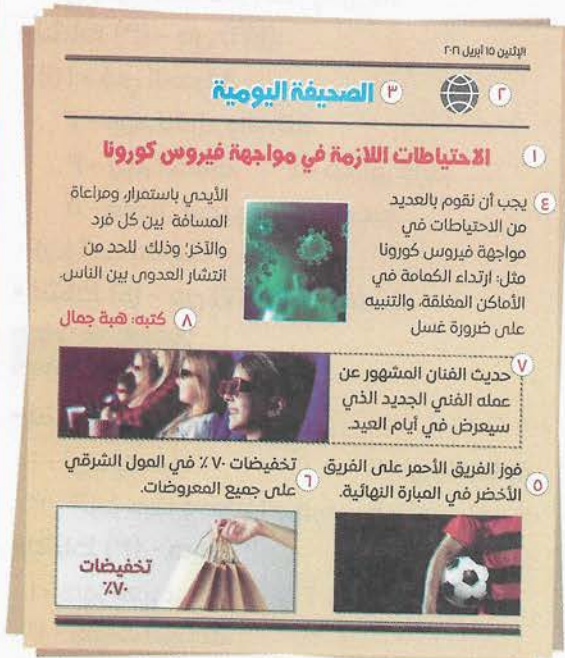 الإثنين ١٥ أبريل ٢٠٢١
٢
٣ الصحيفة اليومية
١ الاحتياطات اللازمة في مواجهة فيروس كورونا
٤ يجب أن نقوم بالعديد
من الاحتياطات في
مواجهة فيروس كورونا
مثل: ارتداء الكمامة في
الأماكن المغلقة، والتنبيه
على ضرورة غسل
الأيدي باستمرار، ومراعاة
المسافة بين كل فرد
والآخر؛ وذلك للحد من
انتشار العدوى بين الناس.
٨ كتبه: هبة جمال
٧ حديث الفنان المشهور عن
عمله الفني الجديد الذي
سيعرض في أيام العيد.
٥ فوز الفريق الأحمر على الفريق
الأخضر في المبارة النهائية.
٦ تخفيضات ٧٠ ٪ في المول الشرقي
على جميع المعروضات.
تخفيضات
٧٠٪